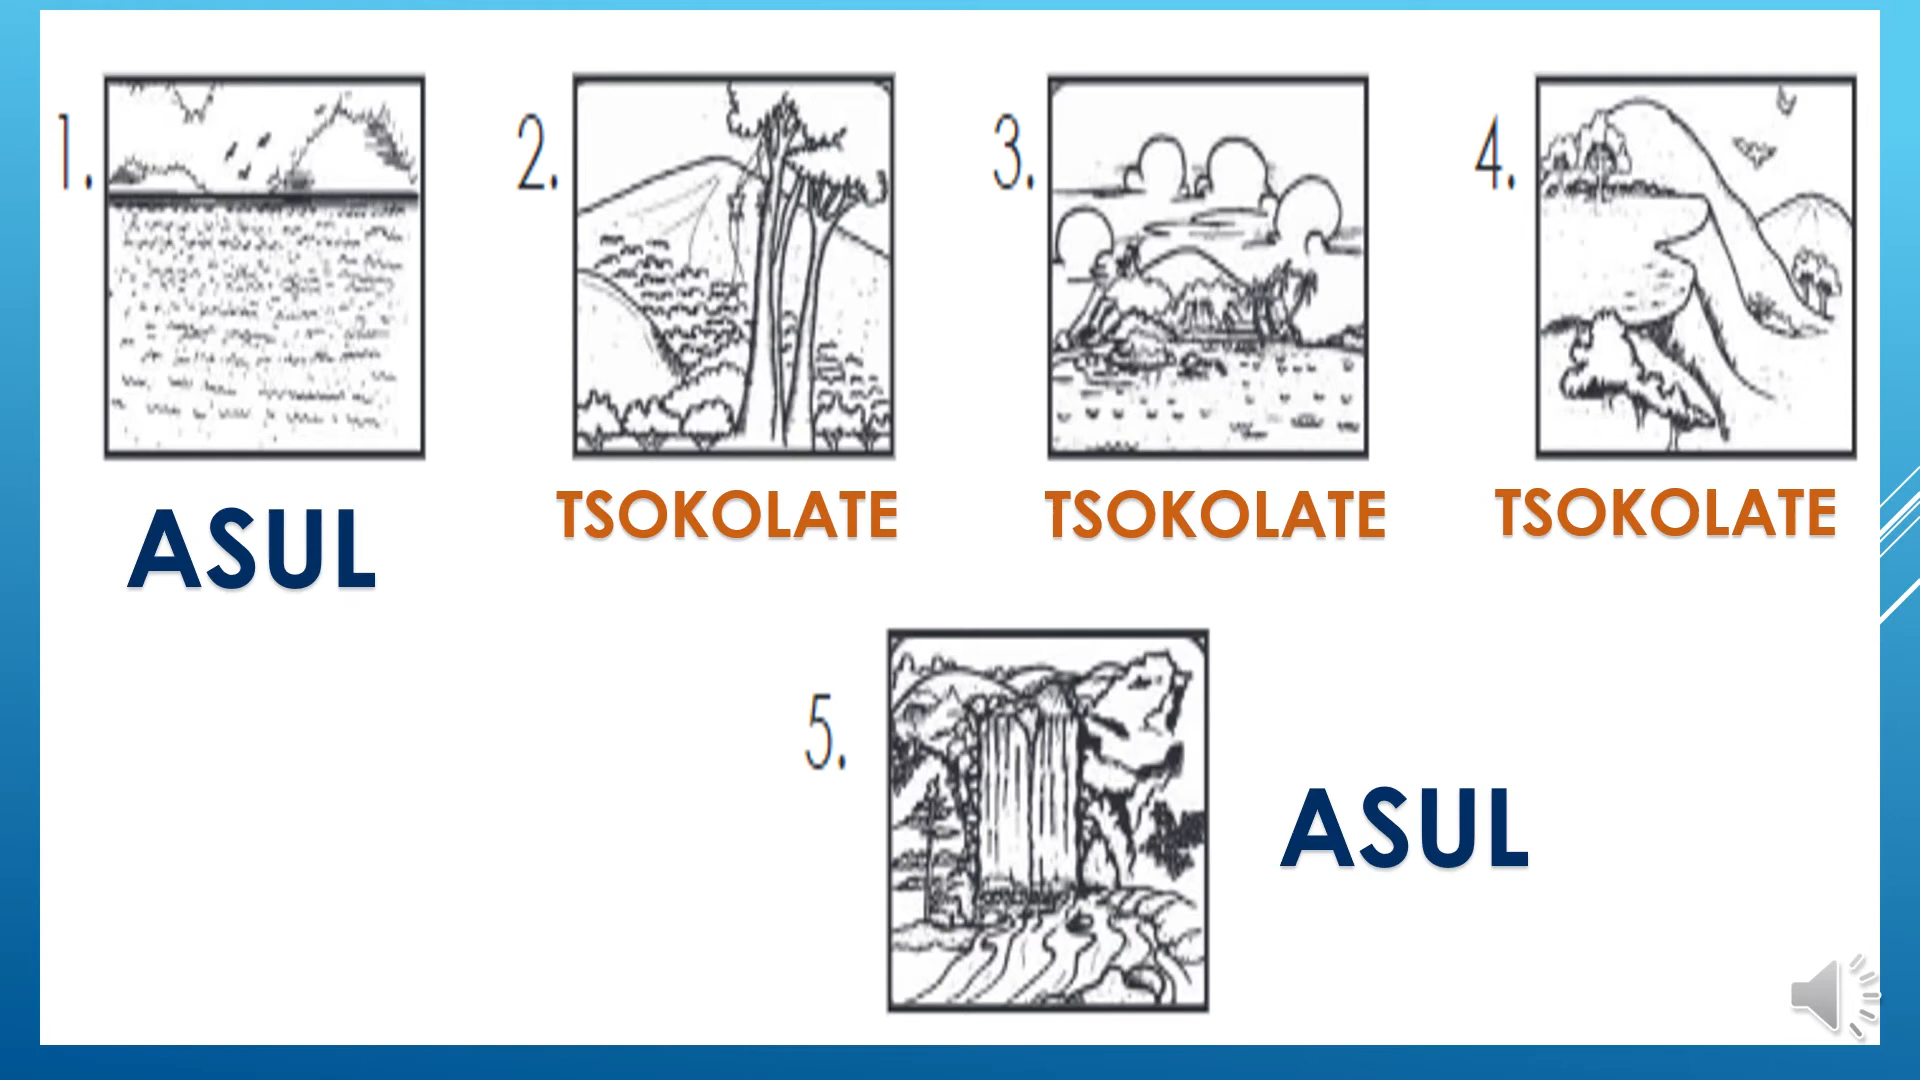 1.
2.
3.
4.
ASUL
TSOKOLATE
TSOKOLATE
TSOKOLATE
5.
ASUL